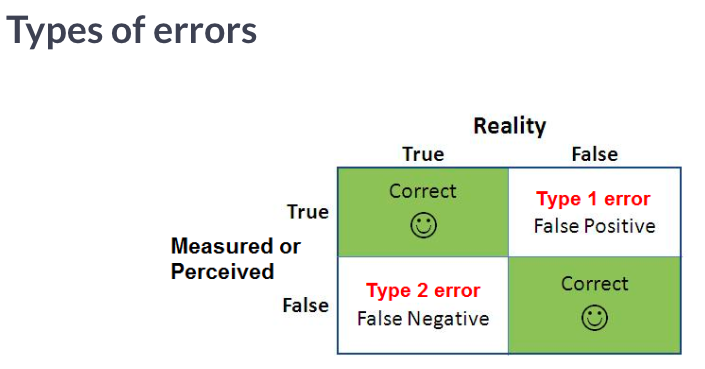 Types of errors
Reality
True False
Correct
Type 1 error
True
False Positive
Measured or
Perceived
Correct
Type 2 error
False
False Negative